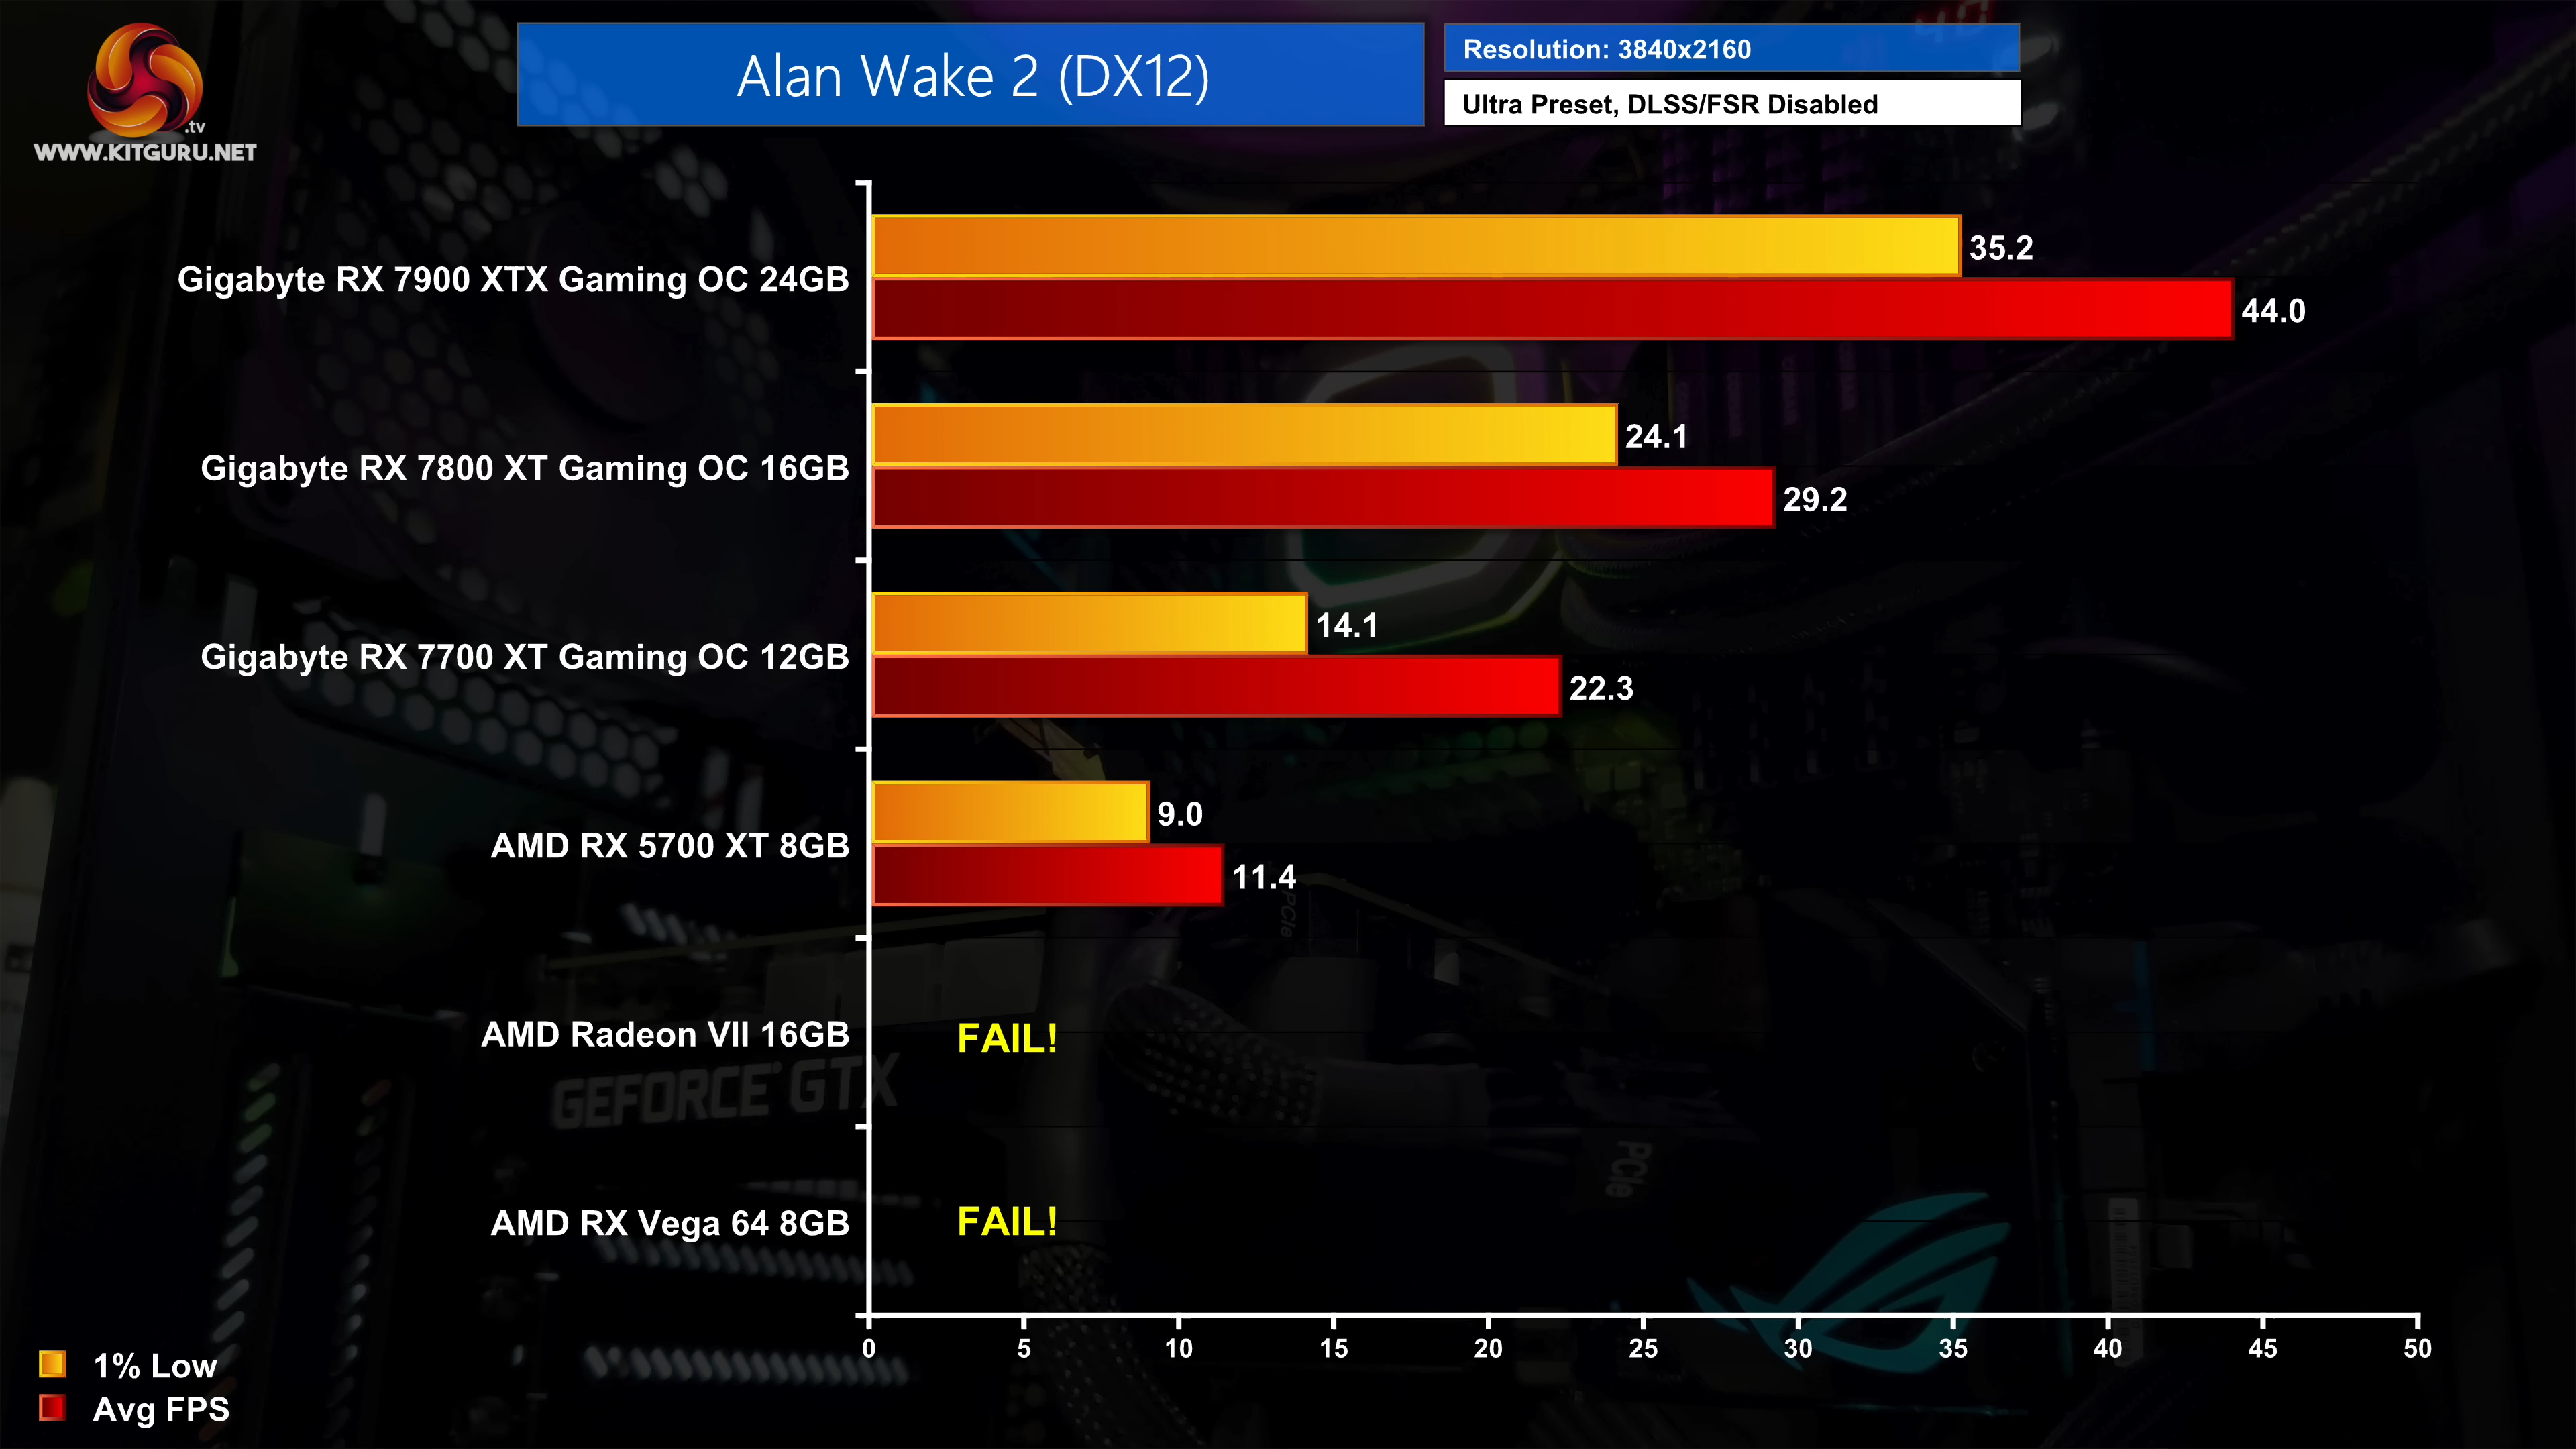 .tv
WWW.KITGURU.NET
Alan Wake 2 (DX12)
Resolution: 3840x2160
Ultra Preset, DLSS/FSR Disabled
Gigabyte RX 7900 XTX Gaming OC 24GB
35.2
44.0
Gigabyte RX 7800 XT Gaming OC 16GB
24.1
29.2
Gigabyte RX 7700 XT Gaming OC 12GB
14.1
22.3
AMD RX 5700 XT 8GB
9.0
11.4
PCIe
AMD Radeon VII 16GB
FAIL!
GEFORCE GTX
PCIe
AMD RX Vega 64 8GB
FAIL!
0 5 10 15 20 25 30 35 40 45 50
1% Low
Avg FPS